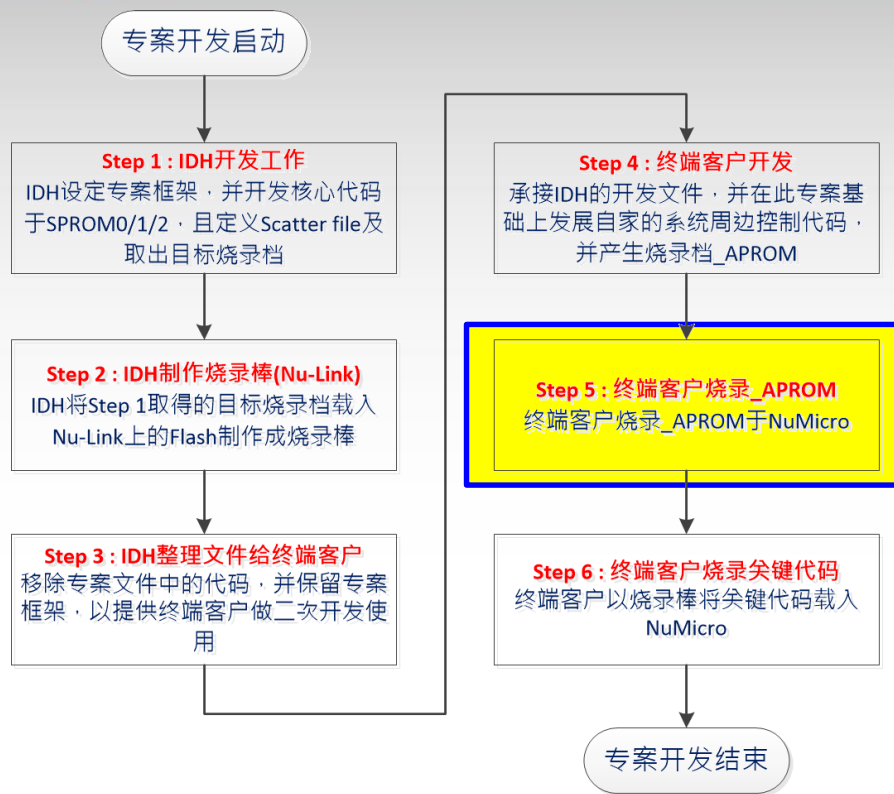 专案开发启动
Step 1 : IDH开发工作
IDH设定专案框架，并开发核心代码
于SPROM0/1/2，且定义Scatter file及
取出目标烧录档
Step 2 : IDH制作烧录棒(Nu-Link)
IDH将Step 1取得的目标烧录档载入
Nu-Link上的Flash制作成烧录棒
Step 3 : IDH整理文件给终端客户
移除专案文件中的代码，并保留专案
框架，以提供终端客户做二次开发使
用
Step 4 : 终端客户开发
承接IDH的开发文件，并在此专案基
础上发展自家的系统周边控制代码，
并产生烧录档_APROM
Step 5 : 终端客户烧录_APROM
终端客户烧录_APROM于NuMicro
Step 6 : 终端客户烧录关键代码
终端客户以烧录棒将关键代码载入
NuMicro
专案开发结束